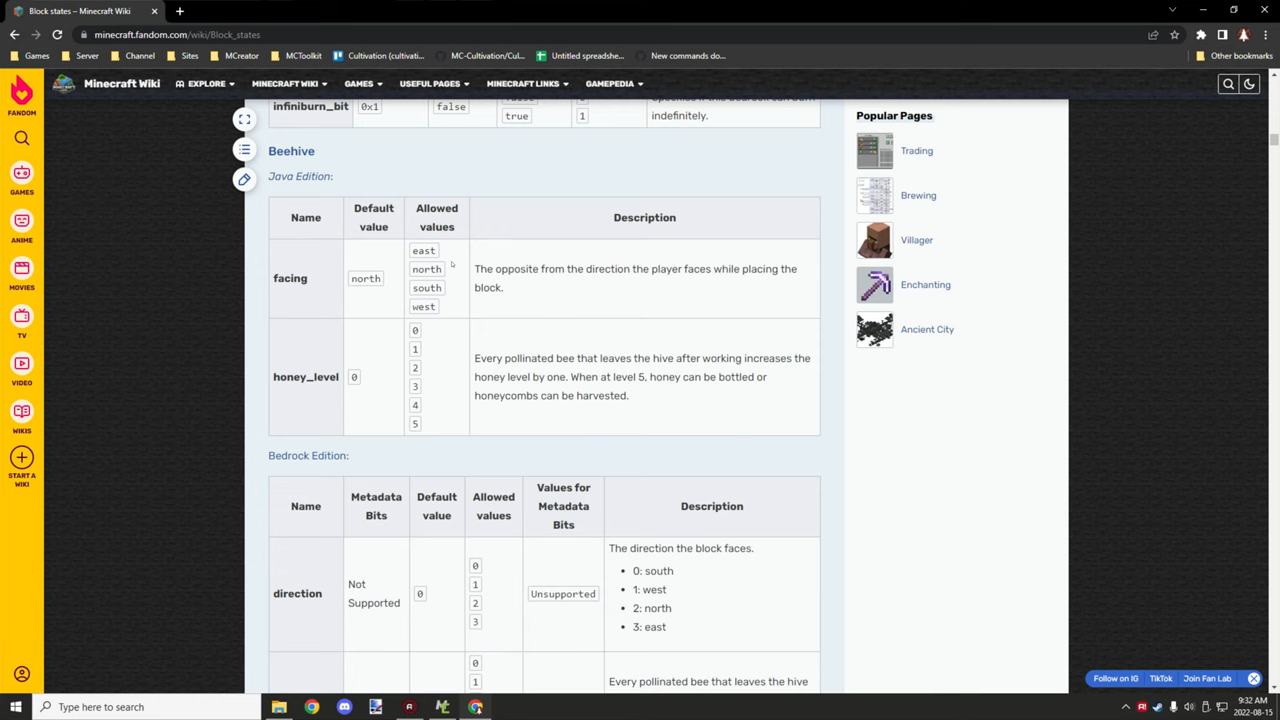 Block states – Minecraft Wiki
minecraft.fandom.com/wiki/Block_states
Games
Server
Channel
Sites
MCreator
MCToolkit
Cultivation (cultivati...
MC-Cultivation/Cul...
Untitled spreadshe...
New commands do...
Other bookmarks
FANDOM
GAMES
ANIME
MOVIES
TV
VIDEO
WIKIS
START A
WIKI
Minecraft Wiki
EXPLORE
MINECRAFT WIKI
GAMES
USEFUL PAGES
MINECRAFT LINKS
GAMEPEDIA
infiniburn_bit 0x1 false
true
1
indefinitely.
Beehive
Java Edition:
Name
Default
value
Allowed
values
Description
facing
north
east
north
south
west
The opposite from the direction the player faces while placing the
block.
honey_level
0
0
1
2
3
4
5
Every pollinated bee that leaves the hive after working increases the
honey level by one. When at level 5, honey can be bottled or
honeycombs can be harvested.
Bedrock Edition:
Name
Metadata
Bits
Default
value
Allowed
values
Values for
Metadata
Bits
Description
direction
Not
Supported
0
0
1
2
3
Unsupported
The direction the block faces.
• 0: south
• 1: west
• 2: north
• 3: east
0
1
Every pollinated bee that leaves the hive
Popular Pages
Trading
Brewing
Villager
Enchanting
Ancient City
Follow on IG
TikTok
Join Fan Lab
Type here to search
9:32 AM
2022-08-15